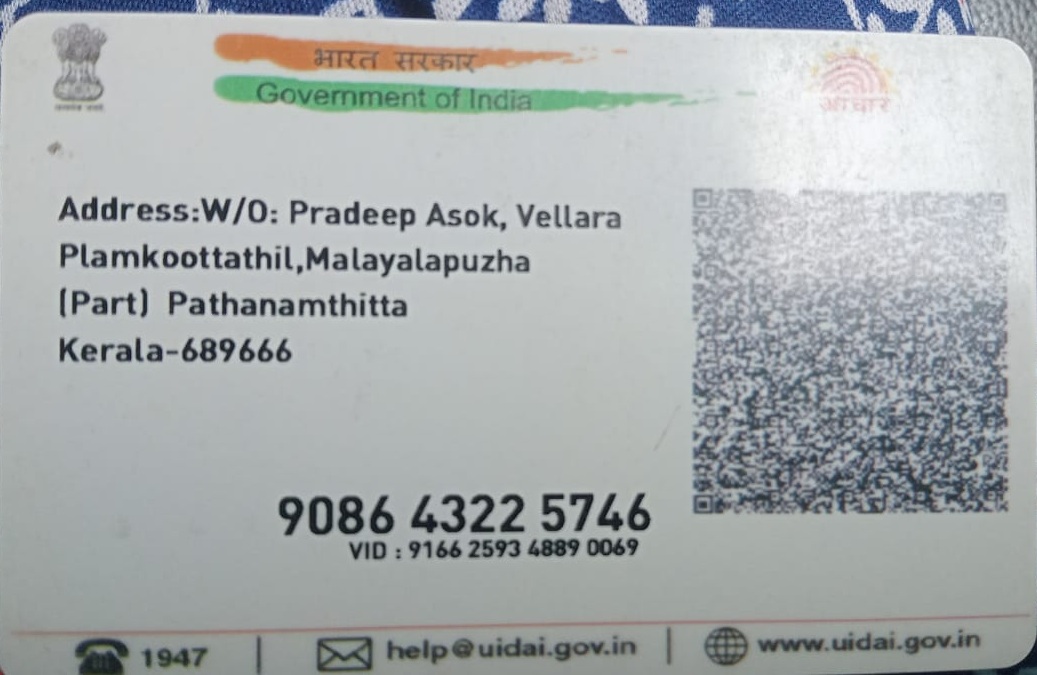 भारत सरकार
Government of India
आधार
Address:W/O: Pradeep Asok, Vellara
Plamkoottathil,Malayalapuzha
(Part) Pathanamthitta
Kerala-689666
9086 4322 5746
VID : 9166 2593 4889 0069
1947 | help@uidai.gov.in | www.uidai.gov.in